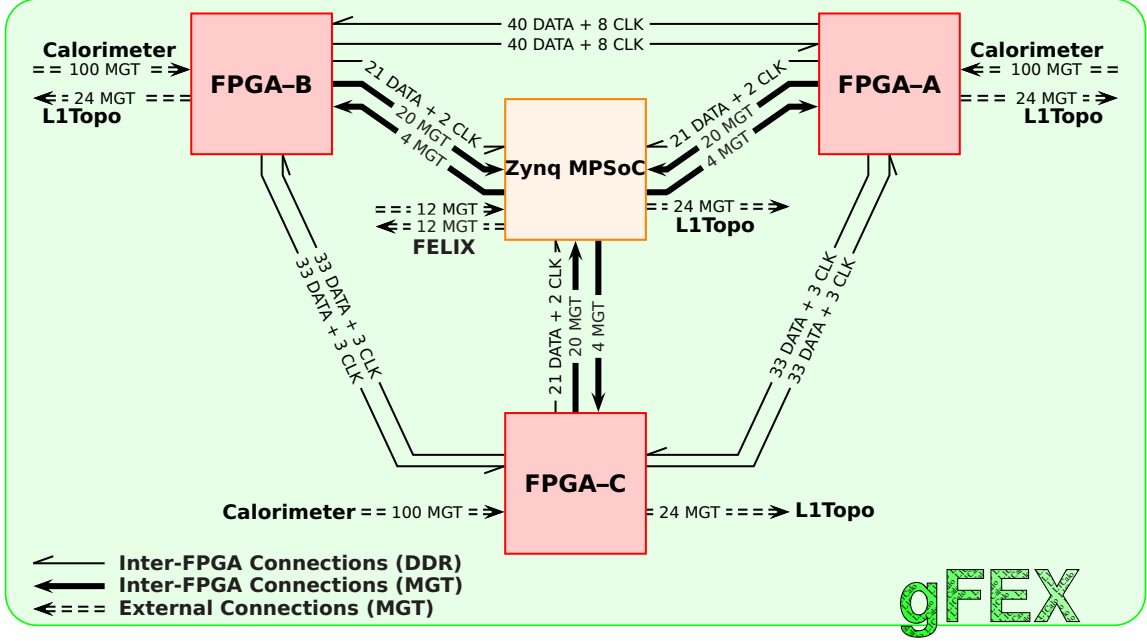 40 DATA + 8 CLK
40 DATA + 8 CLK
Calorimeter
100 MGT
24 MGT
L1Topo
FPGA–B
21 DATA + 2 CLK
20 MGT
4 MGT
21 DATA + 2 CLK
20 MGT
4 MGT
FPGA–A
Calorimeter
100 MGT
24 MGT
L1Topo
Zynq MPSoC
12 MGT
12 MGT
FELIX
24 MGT
L1Topo
33 DATA + 3 CLK
33 DATA + 3 CLK
21 DATA + 2 CLK
20 MGT
4 MGT
33 DATA + 3 CLK
33 DATA + 3 CLK
FPGA–C
Calorimeter
100 MGT
24 MGT
L1Topo
Inter-FPGA Connections (DDR)
Inter-FPGA Connections (MGT)
External Connections (MGT)
gFEX